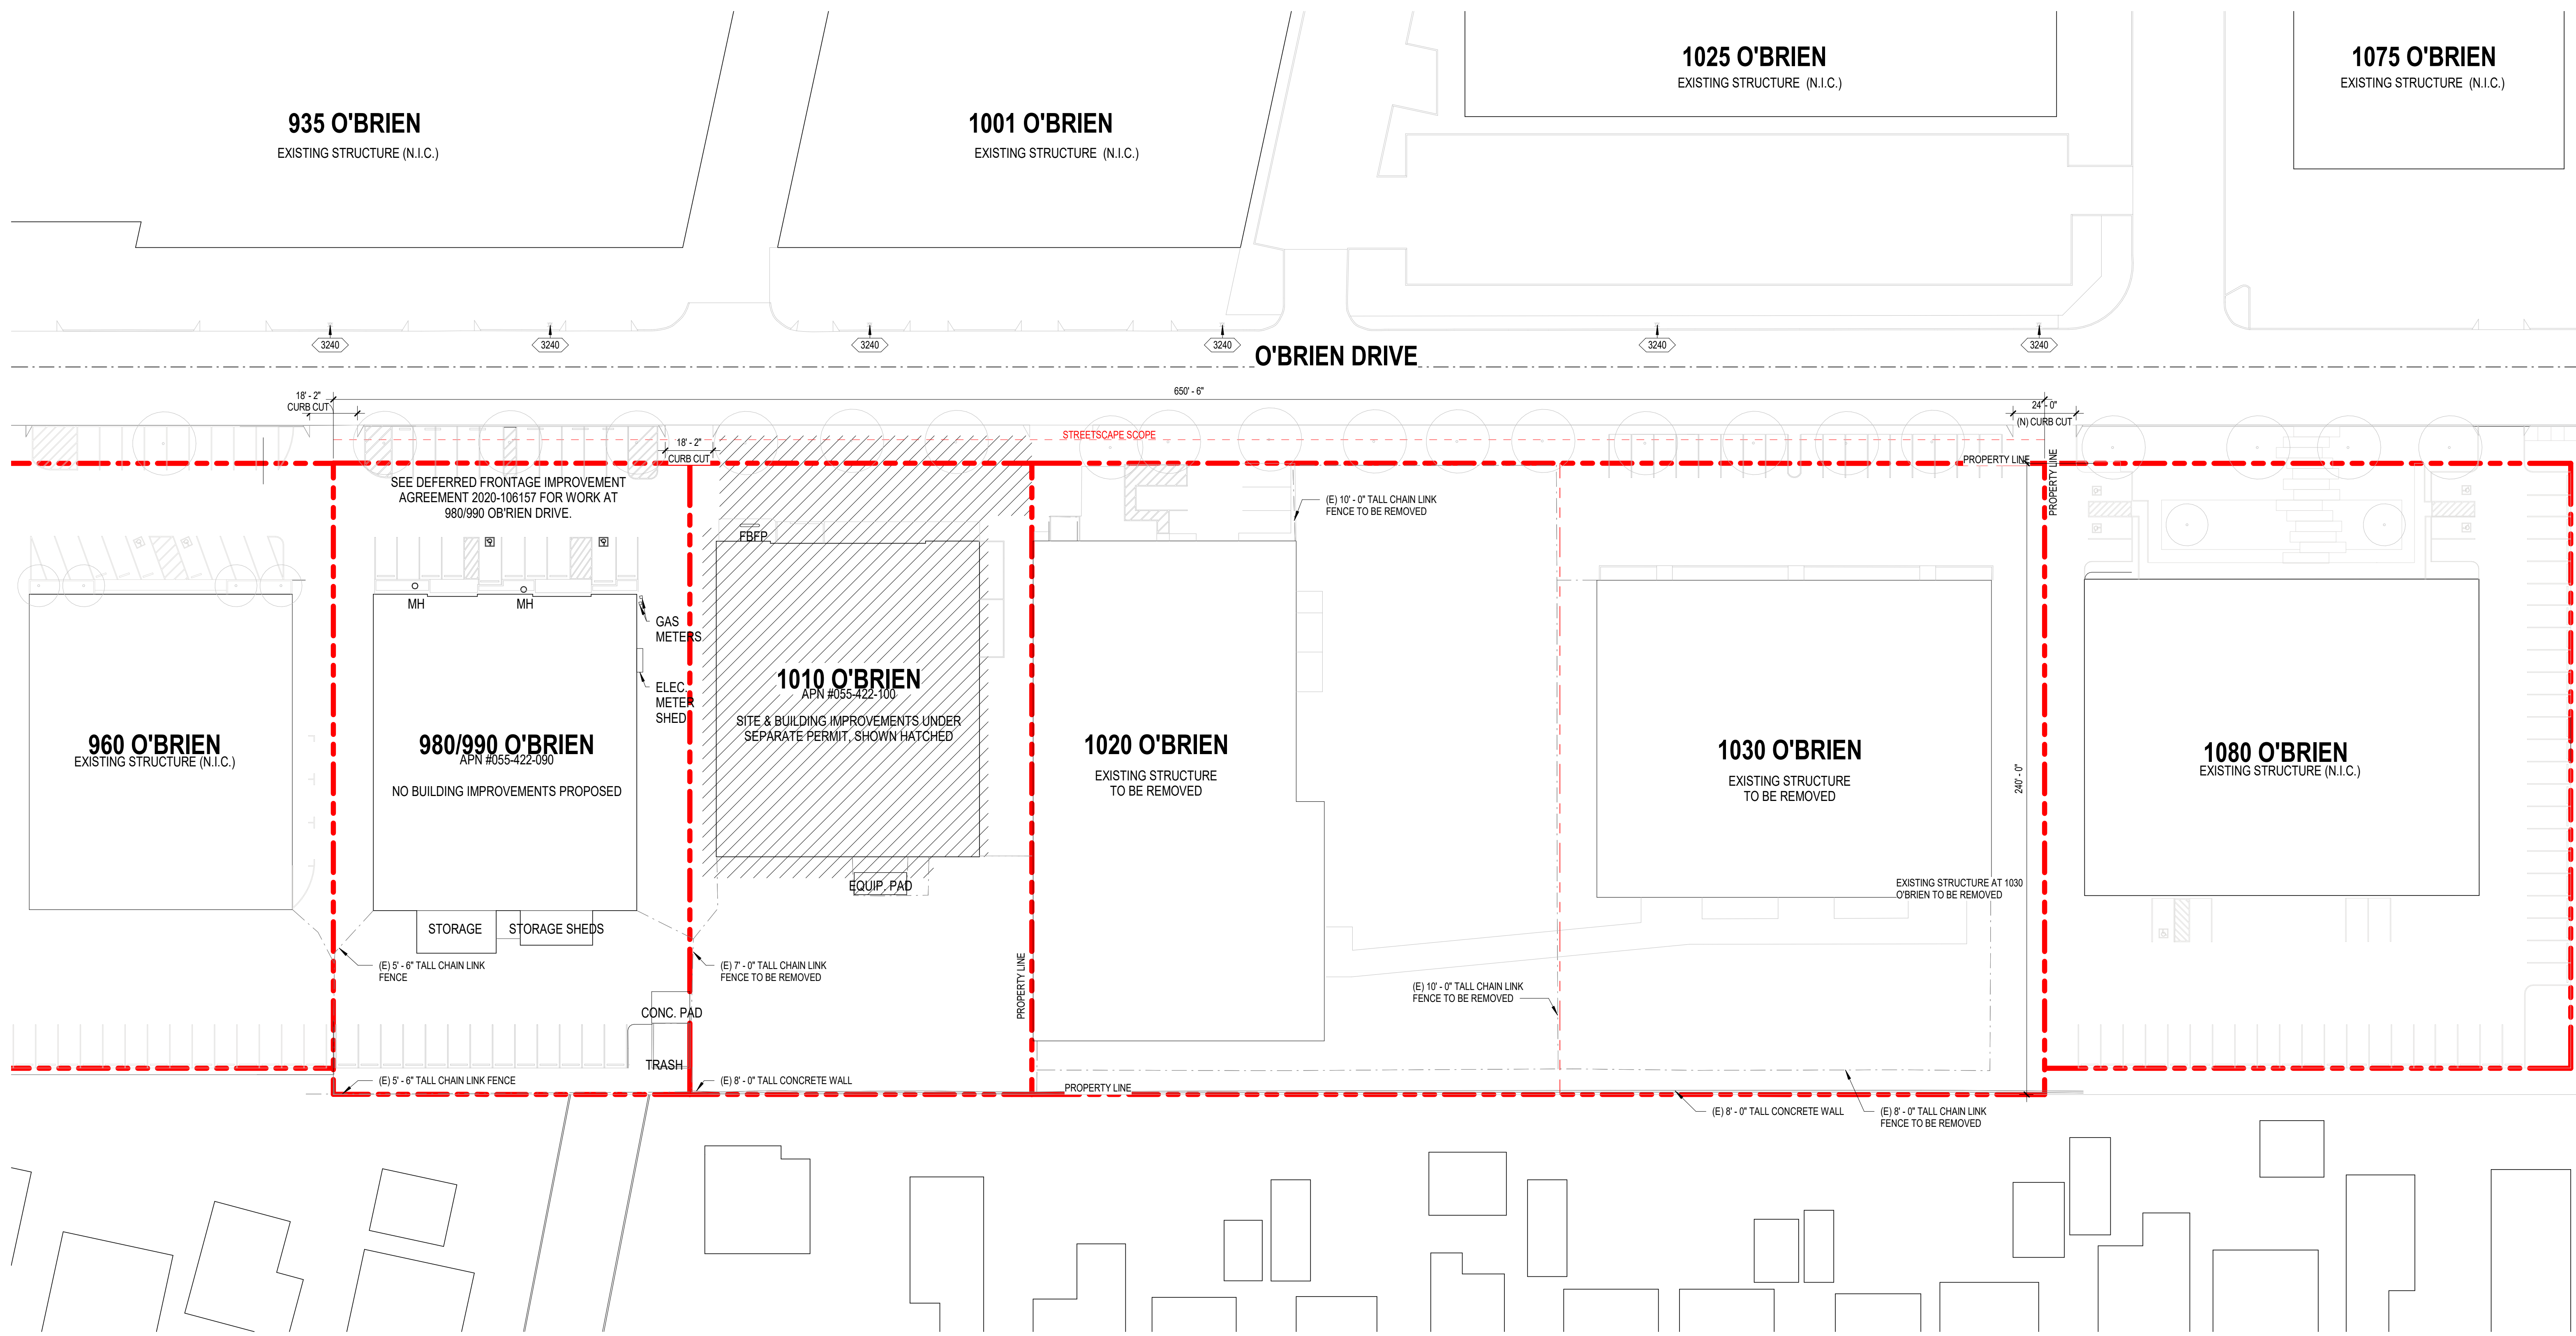 1025 O'BRIEN
EXISTING STRUCTURE (N.I.C.)
1075 O'BRIEN
EXISTING STRUCTURE (N.I.C.)
935 O'BRIEN
EXISTING STRUCTURE (N.I.C.)
1001 O'BRIEN
EXISTING STRUCTURE (N.I.C.)
3240
3240
3240
3240
3240
3240
O'BRIEN DRIVE
18' - 2"
CURB CUT
650' - 6"
24' - 0"
(N) CURB CUT
18' - 2"
CURB CUT
STREETSCAPE SCOPE
PROPERTY LINE
PROPERTY LINE
SEE DEFERRED FRONTAGE IMPROVEMENT
AGREEMENT 2020-106157 FOR WORK AT
980/990 OB'RIEN DRIVE.
(E) 10' - 0" TALL CHAIN LINK
FENCE TO BE REMOVED
FBFP
MH
MH
GAS
METERS
ELEC.
METER
SHED
960 O'BRIEN
EXISTING STRUCTURE (N.I.C.)
980/990 O'BRIEN
APN #055-422-090
NO BUILDING IMPROVEMENTS PROPOSED
1010 O'BRIEN
APN #055-422-100
SITE & BUILDING IMPROVEMENTS UNDER
SEPARATE PERMIT, SHOWN HATCHED
1020 O'BRIEN
EXISTING STRUCTURE
TO BE REMOVED
1030 O'BRIEN
EXISTING STRUCTURE
TO BE REMOVED
240' - 0"
1080 O'BRIEN
EXISTING STRUCTURE (N.I.C.)
EQUIP. PAD
EXISTING STRUCTURE AT 1030
O'BRIEN TO BE REMOVED
STORAGE
STORAGE SHEDS
(E) 5' - 6" TALL CHAIN LINK
FENCE
(E) 7' - 0" TALL CHAIN LINK
FENCE TO BE REMOVED
PROPERTY LINE
(E) 10' - 0" TALL CHAIN LINK
FENCE TO BE REMOVED
CONC. PAD
TRASH
(E) 5' - 6" TALL CHAIN LINK FENCE
(E) 8' - 0" TALL CONCRETE WALL
PROPERTY LINE
(E) 8' - 0" TALL CONCRETE WALL
(E) 8' - 0" TALL CHAIN LINK
FENCE TO BE REMOVED